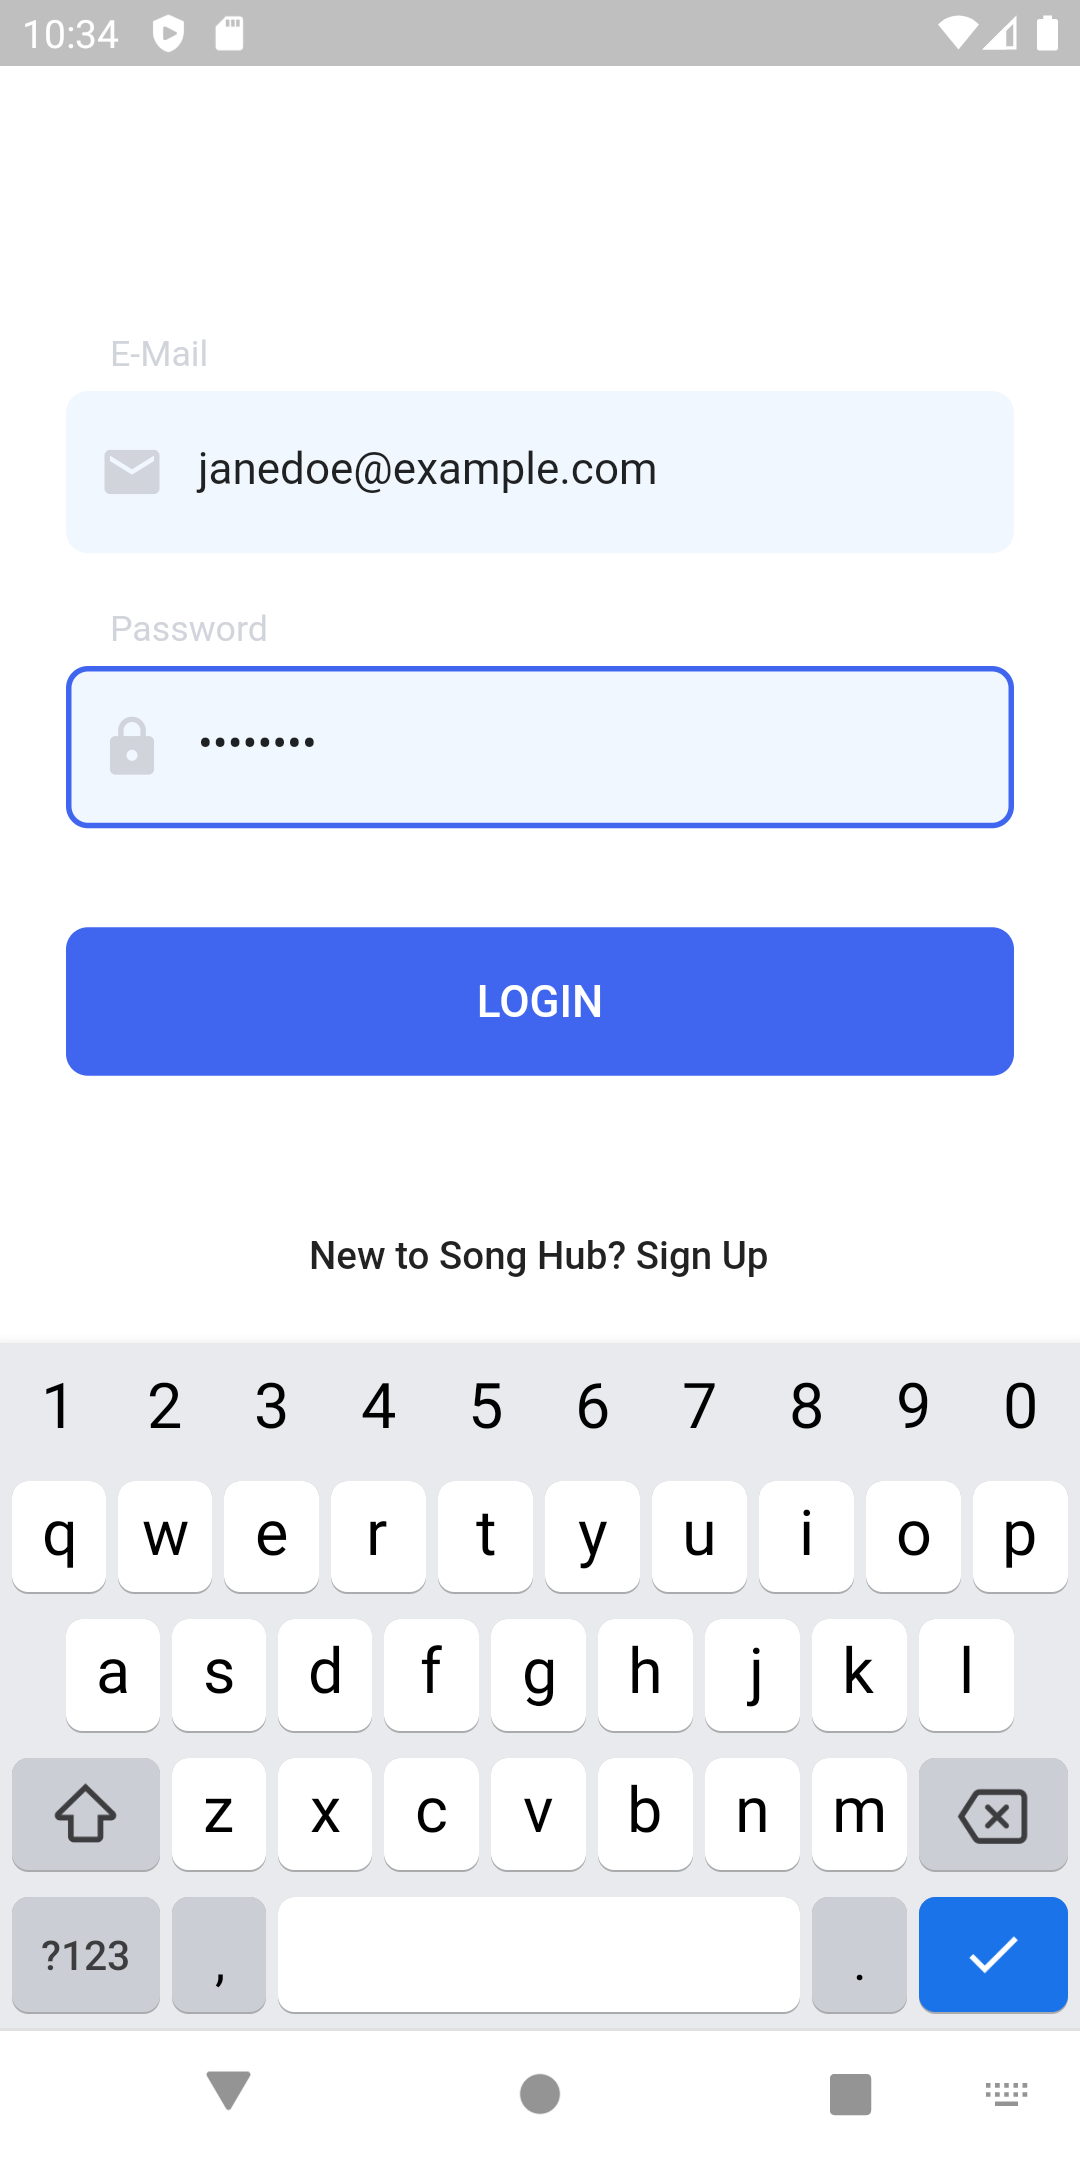 10:34
E-Mail
janedoe@example.com
Password
••••••••
LOGIN
New to Song Hub? Sign Up
1 2 3 4 5 6 7 8 9 0
q w e r t y u i o p
a s d f g h j k l
z x c v b n m
?123 , .